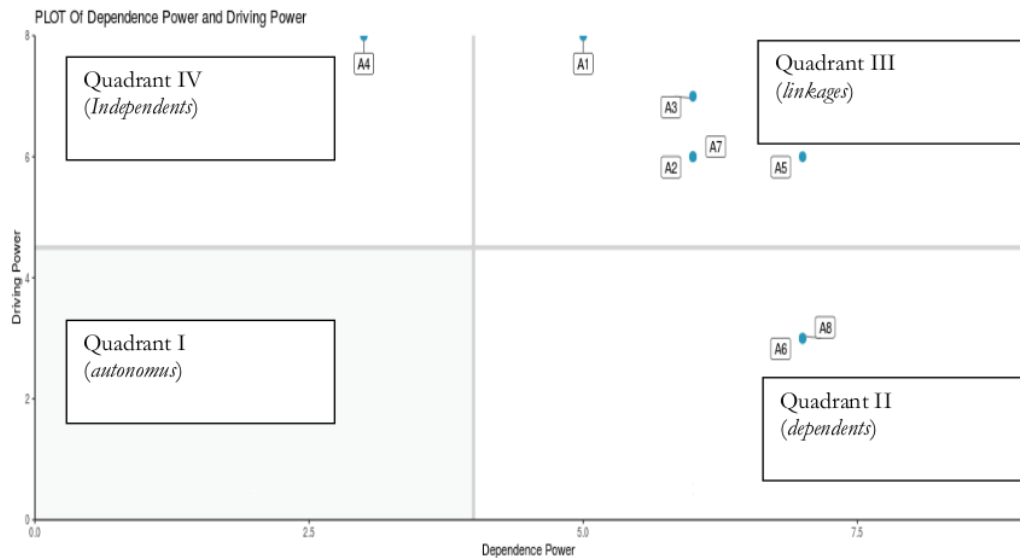 PLOT Of Dependence Power and Driving Power
8
A4
A1
Quadrant IV
(Independents)
Quadrant III
(linkages)
A3
A7
6
A2
A5
Driving Power
4
Quadrant I
(autonomus)
A8
A6
2
Quadrant II
(dependents)
0
0.0
2.5
5.0
7.5
Dependence Power